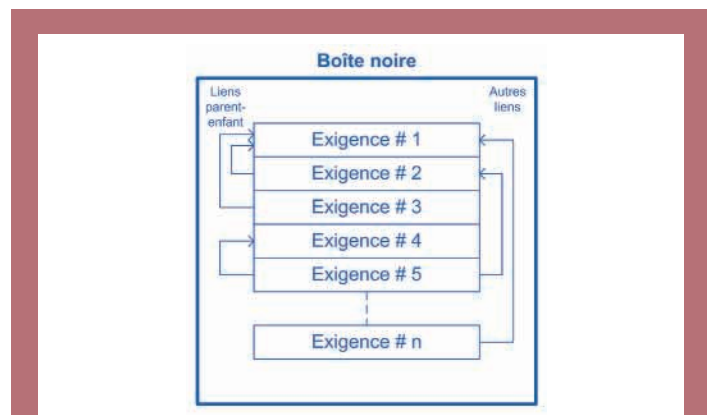 Boîte noire
Liens
parent-
enfant
Autres
liens
Exigence # 1
Exigence # 2
Exigence # 3
Exigence # 4
Exigence # 5
Exigence # n